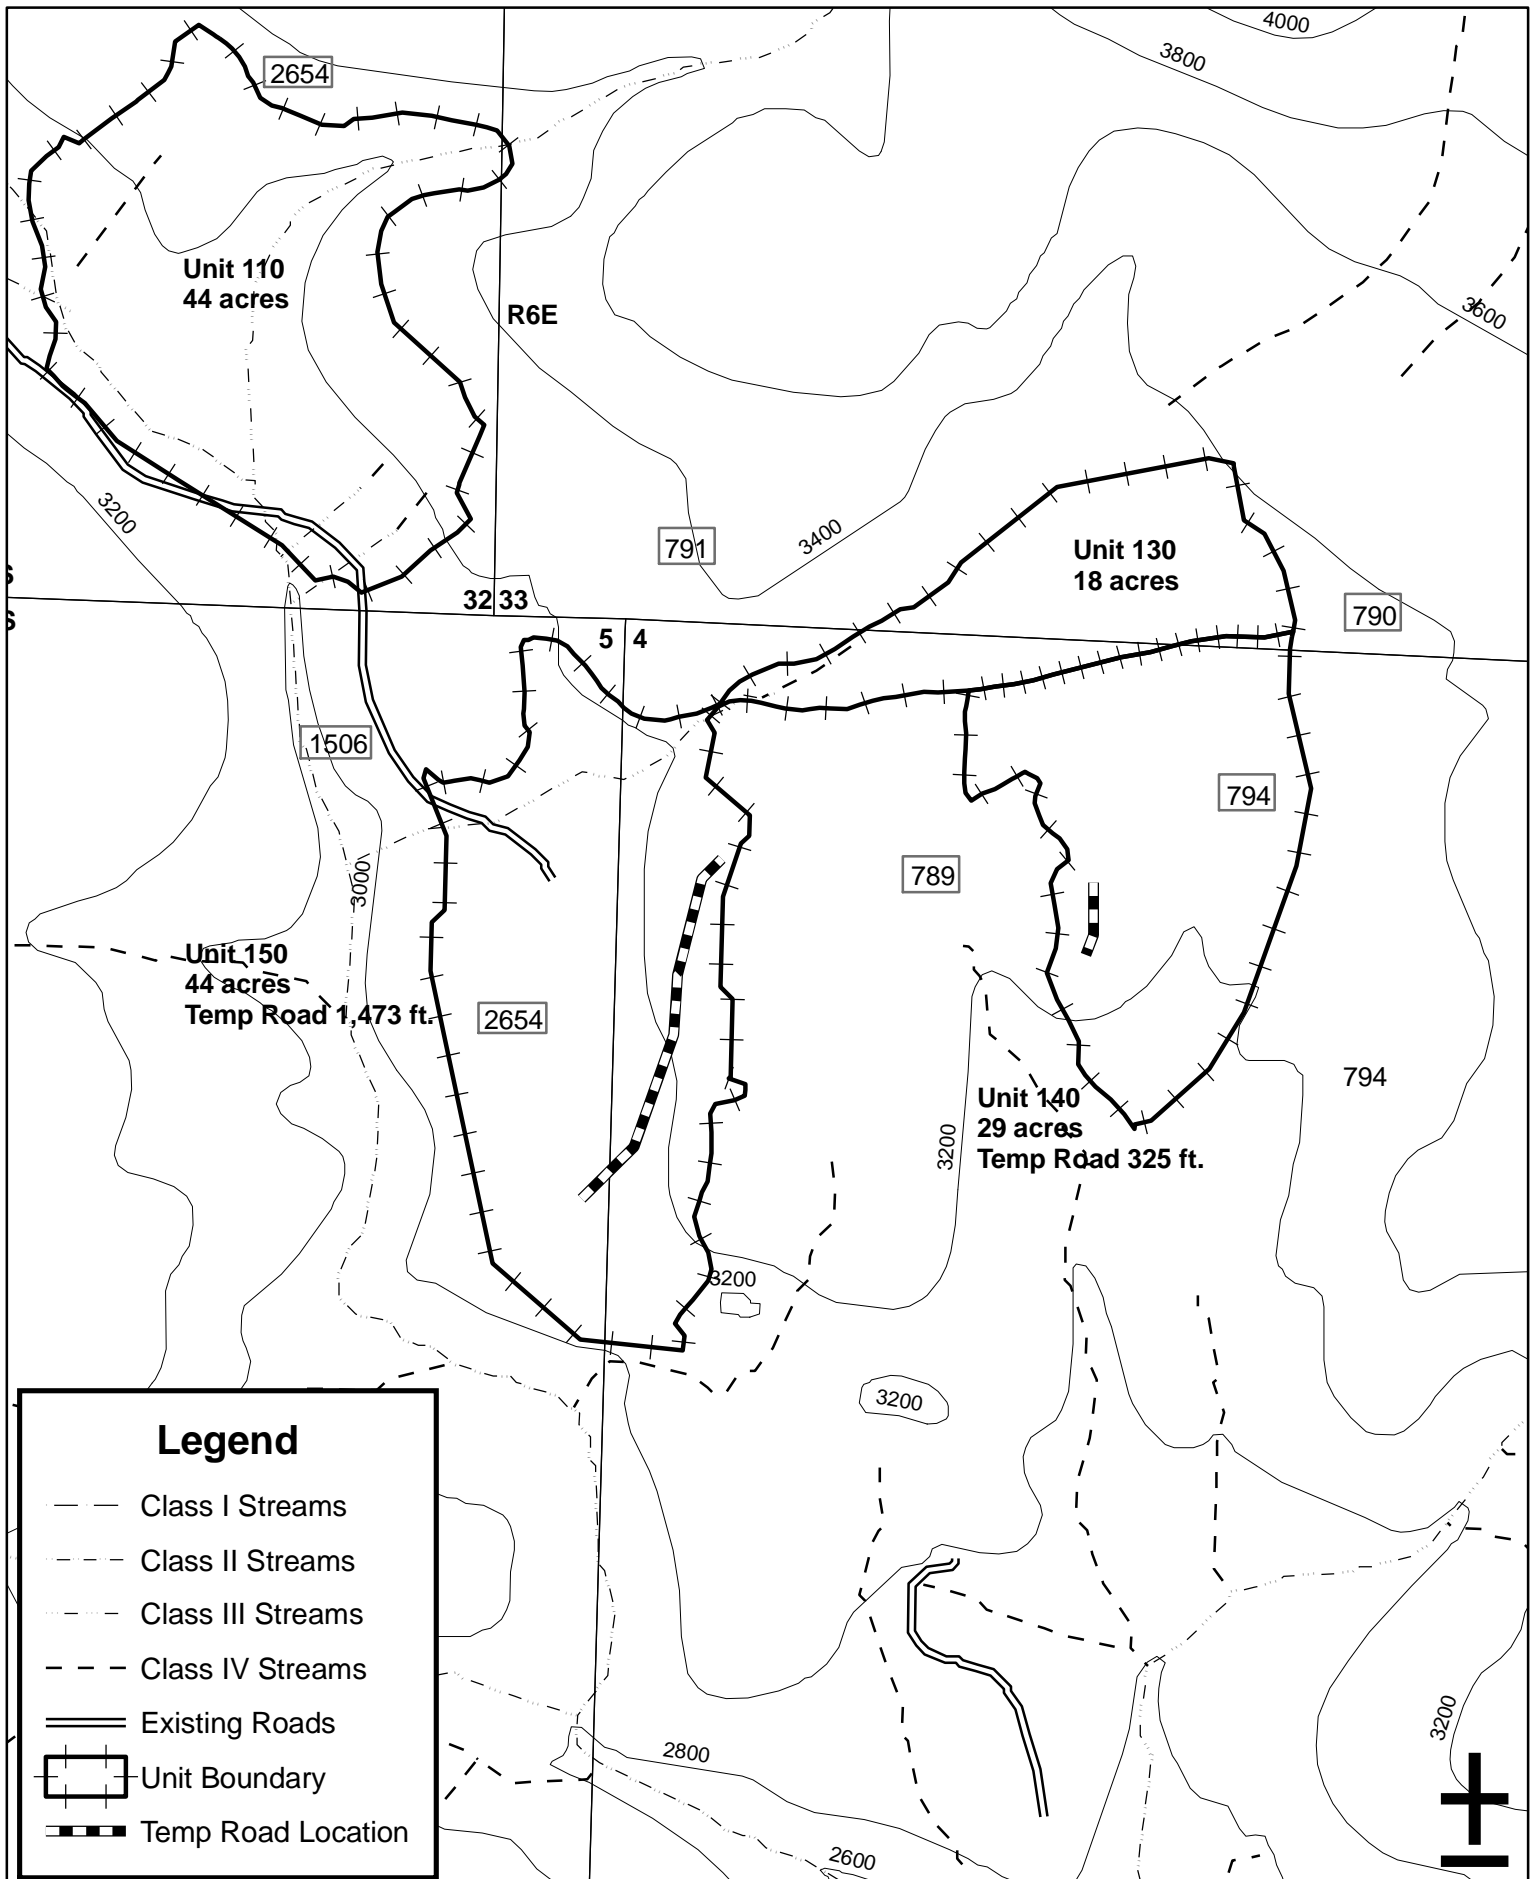 4000
3800
2654
Unit 110
44 acres
R6E
3600
3200
791
3400
Unit 130
18 acres
32 33
790
5 4
1506
794
789
3000
Unit 150
44 acres
Temp Road 1,473 ft.
2654
794
Unit 140
29 acres
Temp Road 325 ft.
3200
3200
3200
Legend
Class I Streams
Class II Streams
Class III Streams
Class IV Streams
Existing Roads
Unit Boundary
Temp Road Location
3200
2800
2600